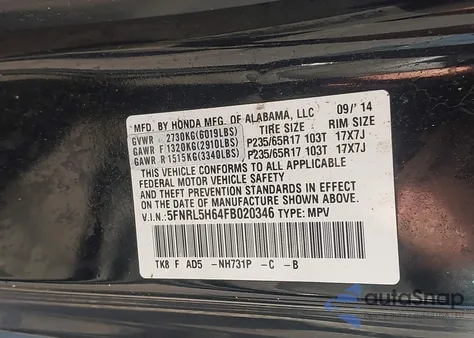 MFD. BY HONDA MFG. OF ALABAMA, LLC 09/'14
GVWR 2730KG(6019LBS) TIRE SIZE RIM SIZE
GAWR F 1320KG(2910LBS) P235/65R17 103T 17X7J
GAWR R 1515KG(3340LBS) P235/65R17 103T 17X7J
THIS VEHICLE CONFORMS TO ALL APPLICABLE
FEDERAL MOTOR VEHICLE SAFETY
AND THEFT PREVENTION STANDARDS IN EFFECT
ON THE DATE OF MANUFACTURE SHOWN ABOVE.
V.I.N.: 5FNRL5H64FB020346 TYPE: MPV
TK8 F AD5 -NH731P -C -B
autoSnap